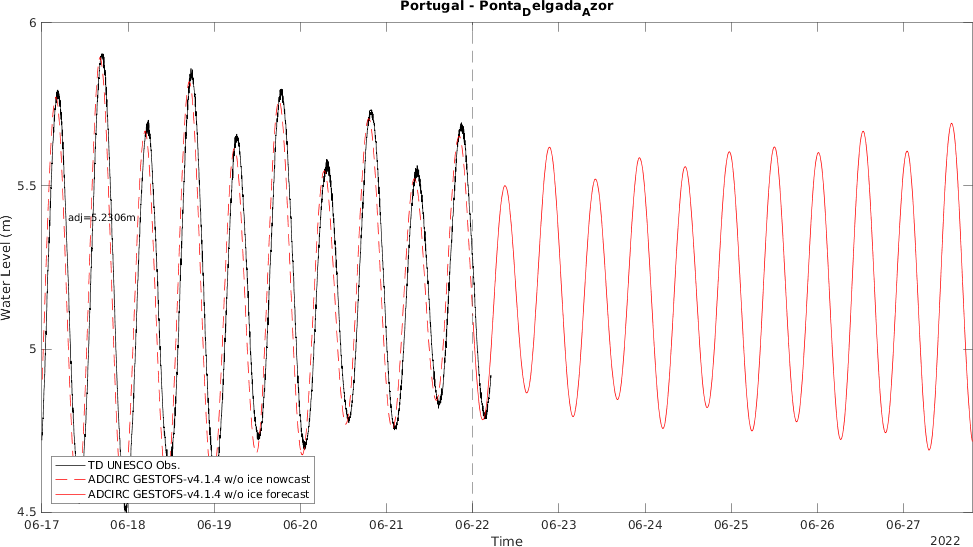 Portugal - PontaDelgadaAzor
6
5.5
5
4.5
Water Level (m)
adj=5.2306m
TD UNESCO Obs.
ADCIRC GESTOFS-v4.1.4 w/o ice nowcast
ADCIRC GESTOFS-v4.1.4 w/o ice forecast
06-17 06-18 06-19 06-20 06-21 06-22 06-23 06-24 06-25 06-26 06-27
Time
2022